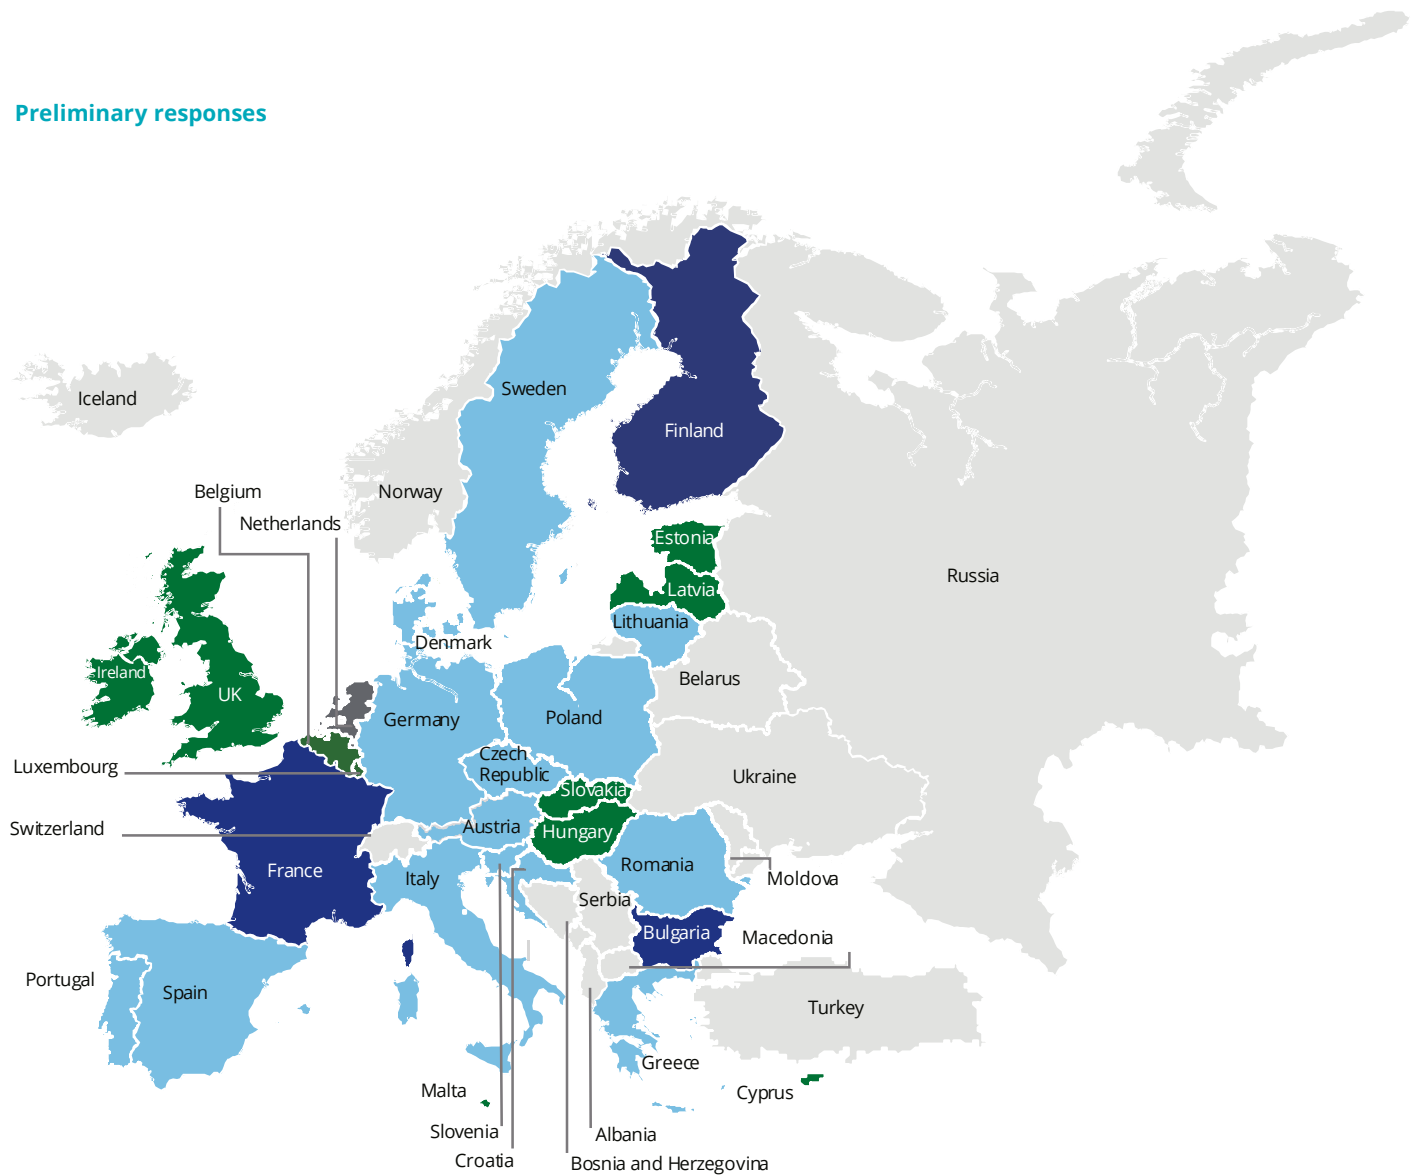 Preliminary responses
Iceland
Sweden
Finland
Norway
Belgium
Netherlands
Estonia
Russia
Latvia
Lithuania
Denmark
Ireland
UK
Belarus
Germany
Poland
Czech
Republic
Luxembourg
Ukraine
Slovakia
Switzerland
Austria
Hungary
France
Italy
Romania
Moldova
Serbia
Bulgaria
Macedonia
Portugal
Spain
Turkey
Greece
Malta
Cyprus
Slovenia
Albania
Croatia
Bosnia and Herzegovina